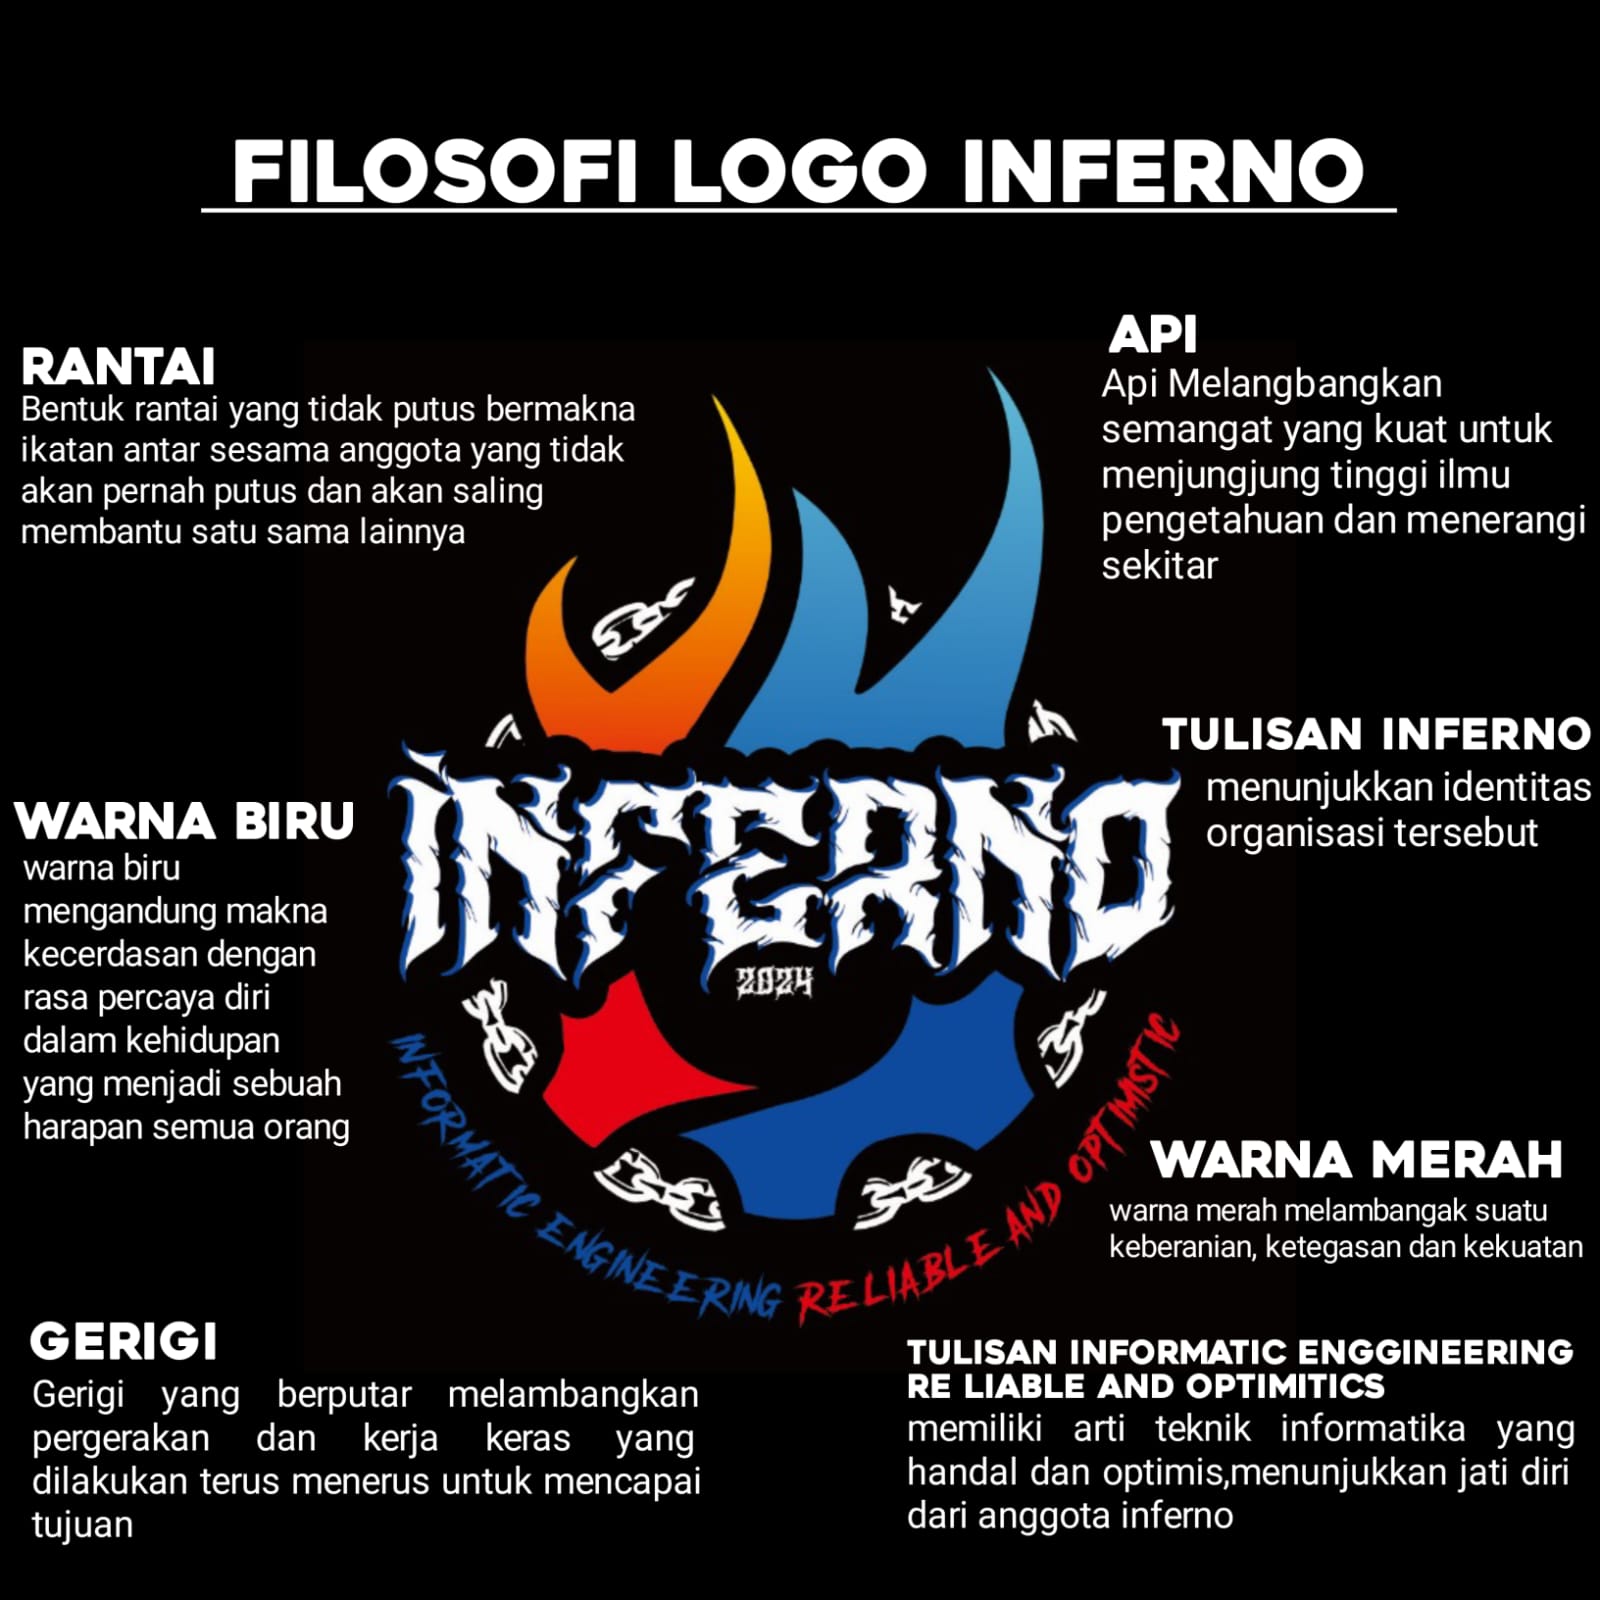 FILOSOFI LOGO INFERNO
RANTAI
Bentuk rantai yang tidak putus bermakna
ikatan antar sesama anggota yang tidak
akan pernah putus dan akan saling
membantu satu sama lainnya
API
Api Melangbangkan
semangat yang kuat untuk
menjungjung tinggi ilmu
pengetahuan dan menerangi
sekitar
TULISAN INFERNO
menunjukkan identitas
organisasi tersebut
WARNA BIRU
warna biru
mengandung makna
kecerdasan dengan
rasa percaya diri
dalam kehidupan
yang menjadi sebuah
harapan semua orang
INFERNO
2024
INFORMATIC ENGINEERING RELIABLE AND OPTIMISTIC
WARNA MERAH
warna merah melambangak suatu
keberanian, ketegasan dan kekuatan
GERIGI
Gerigi yang berputar melambangkan
pergerakan dan kerja keras yang
dilakukan terus menerus untuk mencapai
tujuan
TULISAN INFORMATIC ENGGINEERING
RE LIABLE AND OPTIMITICS
memiliki arti teknik informatika yang
handal dan optimis,menunjukkan jati diri
dari anggota inferno